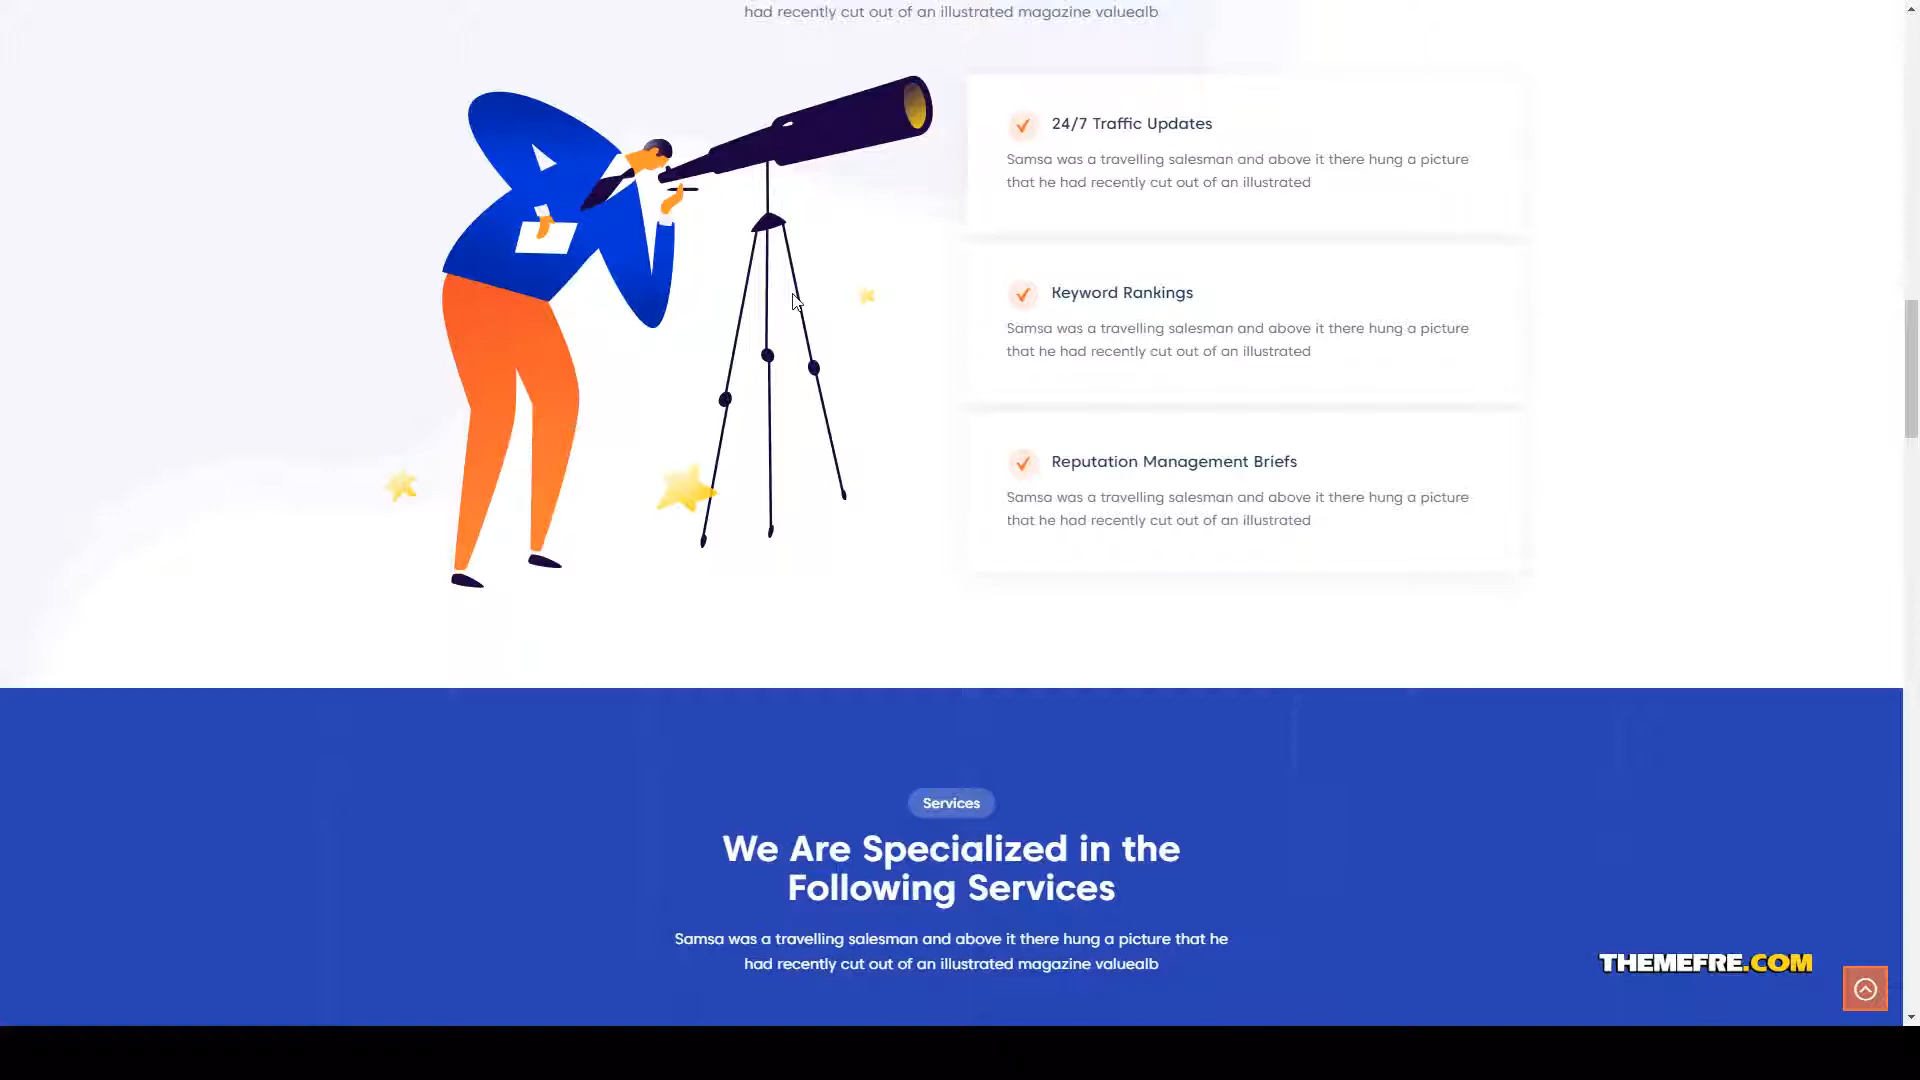 had recently cut out of an illustrated magazine valuealb
24/7 Traffic Updates
Samsa was a travelling salesman and above it there hung a picture
that he had recently cut out of an illustrated
Keyword Rankings
Samsa was a travelling salesman and above it there hung a picture
that he had recently cut out of an illustrated
Reputation Management Briefs
Samsa was a travelling salesman and above it there hung a picture
that he had recently cut out of an illustrated
Services
We Are Specialized in the
Following Services
Samsa was a travelling salesman and above it there hung a picture that he
had recently cut out of an illustrated magazine valuealb
THEMEFRE.COM